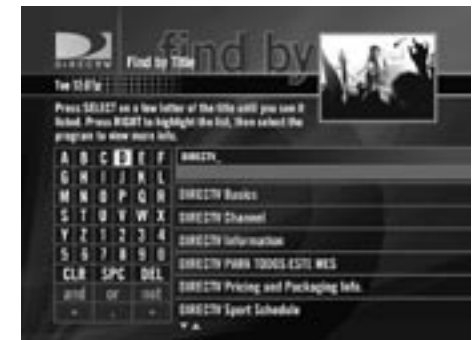 find by
DIRECTV
Find by Title
Tue 12:01a
Press SELECT on a few letter of the title until you see it
listed. Press RIGHT to highlight the list, then select the
program to view more info.
A B C D E F
G H I J K L
M N O P Q R
S T U V W X
Y Z 1 2 3 4
5 6 7 8 9 0
CLR SPC DEL
and or not
DIRECTV_
DIRECTV Basics
DIRECTV Channel
DIRECTV Information
DIRECTV PARA TODOS ESTE MES
DIRECTV Pricing and Packaging Info.
DIRECTV Sport Schedule